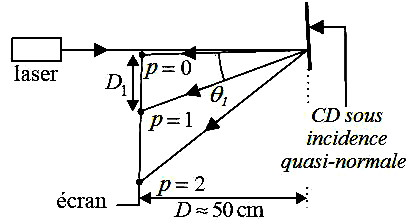 laser
D₁
p = 0
θ₁
p = 1
p = 2
écran
D ≈ 50 cm
CD sous
incidence
quasi-normale